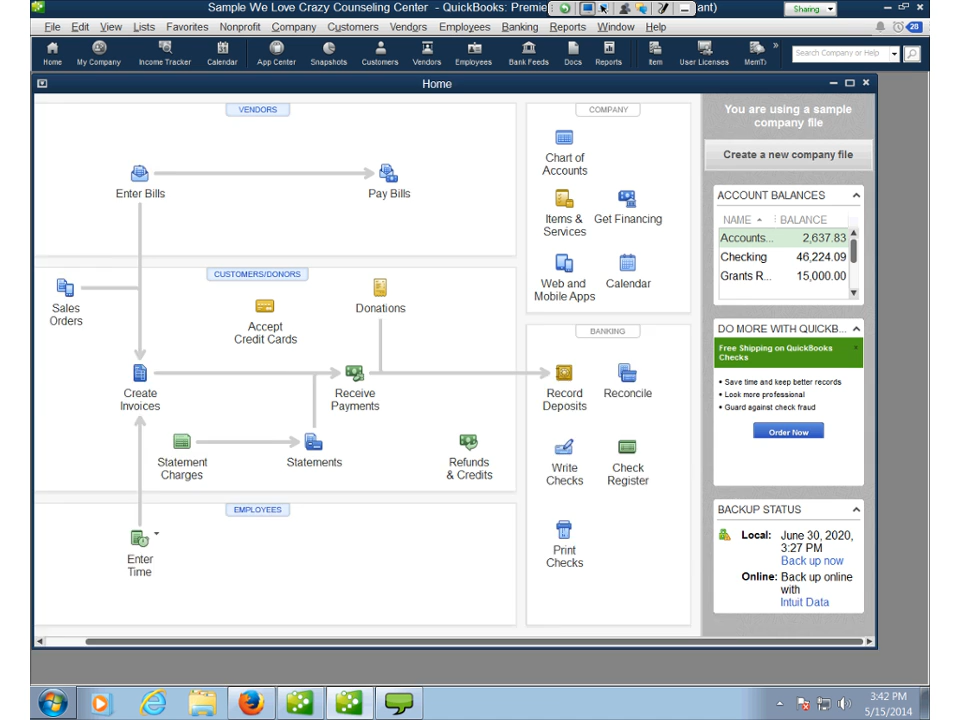 Sample We Love Crazy Counseling Center - QuickBooks: Premie
ant)
Sharing
File Edit View Lists Favorites Nonprofit Company Customers Vendors Employees Banking Reports Window Help
28
Home My Company Income Tracker Calendar App Center Snapshots Customers Vendors Employees Bank Feeds Docs Reports Item User Licenses MemTx
»
Search Company or Help
Home
VENDORS
Enter Bills
Pay Bills
CUSTOMERS/DONORS
Sales
Orders
Accept
Credit Cards
Donations
Create
Invoices
Receive
Payments
Statement
Charges
Statements
Refunds
& Credits
EMPLOYEES
Enter
Time
COMPANY
Chart of
Accounts
Items &
Services
Get Financing
Web and
Mobile Apps
Calendar
BANKING
Record
Deposits
Reconcile
Write
Checks
Check
Register
Print
Checks
You are using a sample
company file
Create a new company file
ACCOUNT BALANCES
NAME BALANCE
Accounts... 2,637.83
Checking 46,224.09
Grants R... 15,000.00
DO MORE WITH QUICKB...
Free Shipping on QuickBooks
Checks
• Save time and keep better records
• Look more professional
• Guard against check fraud
Order Now
BACKUP STATUS
Local: June 30, 2020,
3:27 PM
Back up now
Online: Back up online
with
Intuit Data
3:42 PM
5/15/2014